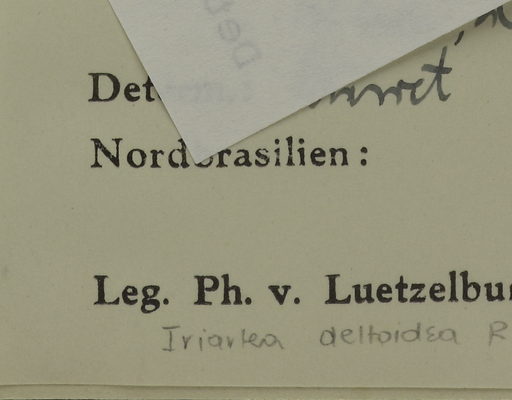 Det
Nordbrasilien:
Leg. Ph. v. Luetzelbu
Iriartea deltoidea R